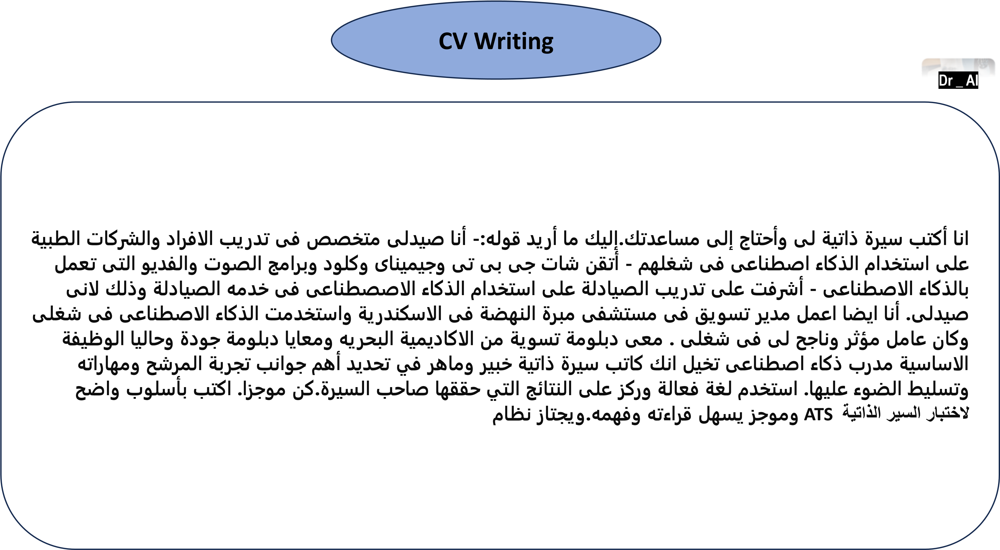 CV Writing
Dr _ AI
انا أكتب سيرة ذاتية لى وأحتاج إلى مساعدتك.إليك ما أريد قوله:- أنا صيدلى متخصص فى تدريب الافراد والشركات الطبية
على استخدام الذكاء اصطناعى فى شغلهم - أتقن شات جى بى تى وجيميناى وكلود وبرامج الصوت والفديو التى تعمل
بالذكاء الاصطناعى - أشرفت على تدريب الصيادلة على استخدام الذكاء الاصصطناعى فى خدمه الصيادلة وذلك لانى
صيدلى. أنا ايضا اعمل مدير تسويق فى مستشفى مبرة النهضة فى الاسكندرية واستخدمت الذكاء الاصطناعى فى شغلى
وكان عامل مؤثر وناجح لى فى شغلى . معى دبلومة تسوية من الاكاديمية البحريه ومعايا دبلومة جودة وحاليا الوظيفة
الاساسية مدرب ذكاء اصطناعى تخيل انك كاتب سيرة ذاتية خبير وماهر في تحديد أهم جوانب تجربة المرشح ومهاراته
وتسليط الضوء عليها. استخدم لغة فعالة وركز على النتائج التي حققها صاحب السيرة.كن موجزا. اكتب بأسلوب واضح
لاختبار السير الذاتية ATS وموجز يسهل قراءته وفهمه.ويجتاز نظام